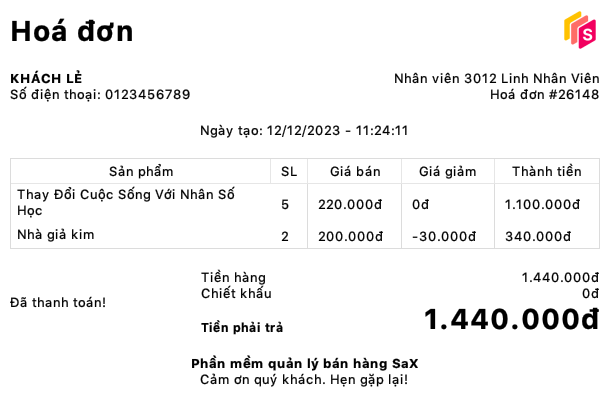 Hoá đơn
S
KHÁCH LẺ
Nhân viên 3012 Linh Nhân Viên
Số điện thoại: 0123456789
Hoá đơn #26148
Ngày tạo: 12/12/2023 - 11:24:11
Sản phẩm SL Giá bán Giá giảm Thành tiền
Thay Đổi Cuộc Sống Với Nhân Số
Học
5 220.000đ 0đ 1.100.000đ
Nhà giả kim 2 200.000đ -30.000đ 340.000đ
Tiền hàng 1.440.000đ
Chiết khấu 0đ
Đã thanh toán!
Tiền phải trả 1.440.000đ
Phần mềm quản lý bán hàng SaX
Cảm ơn quý khách. Hẹn gặp lại!